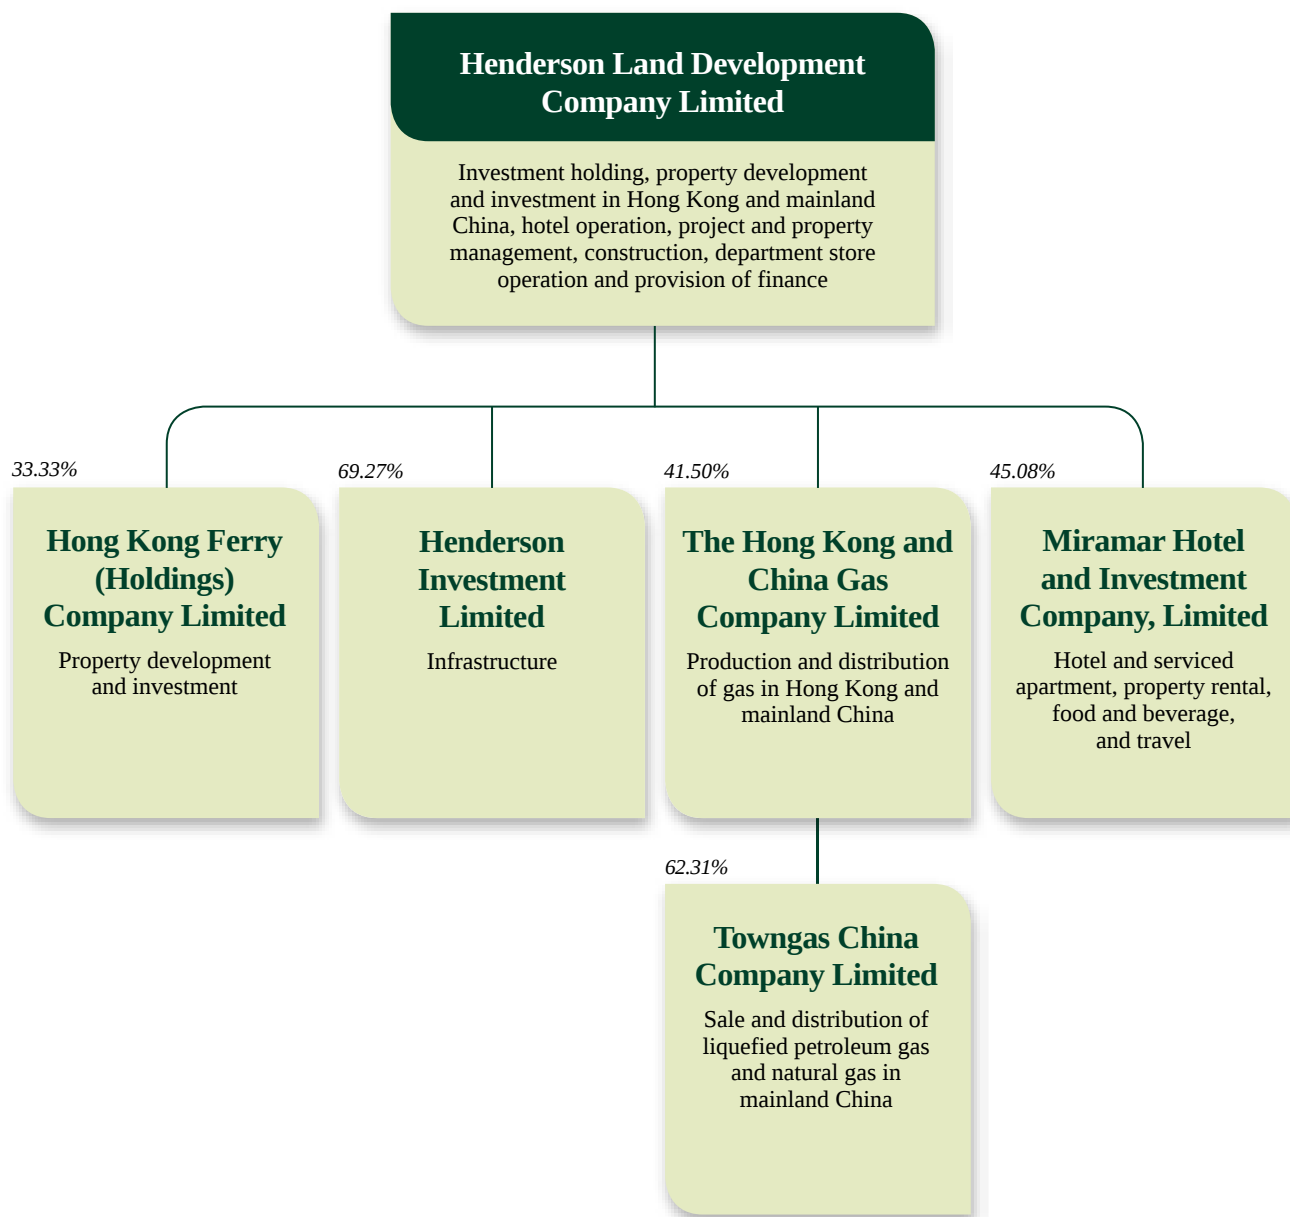 Henderson Land Development
Company Limited
Investment holding, property development
and investment in Hong Kong and mainland
China, hotel operation, project and property
management, construction, department store
operation and provision of finance
33.33%
Hong Kong Ferry
(Holdings)
Company Limited
Property development
and investment
69.27%
Henderson
Investment
Limited
Infrastructure
41.50%
The Hong Kong and
China Gas
Company Limited
Production and distribution
of gas in Hong Kong and
mainland China
45.08%
Miramar Hotel
and Investment
Company, Limited
Hotel and serviced
apartment, property rental,
food and beverage,
and travel
62.31%
Towngas China
Company Limited
Sale and distribution of
liquefied petroleum gas
and natural gas in
mainland China